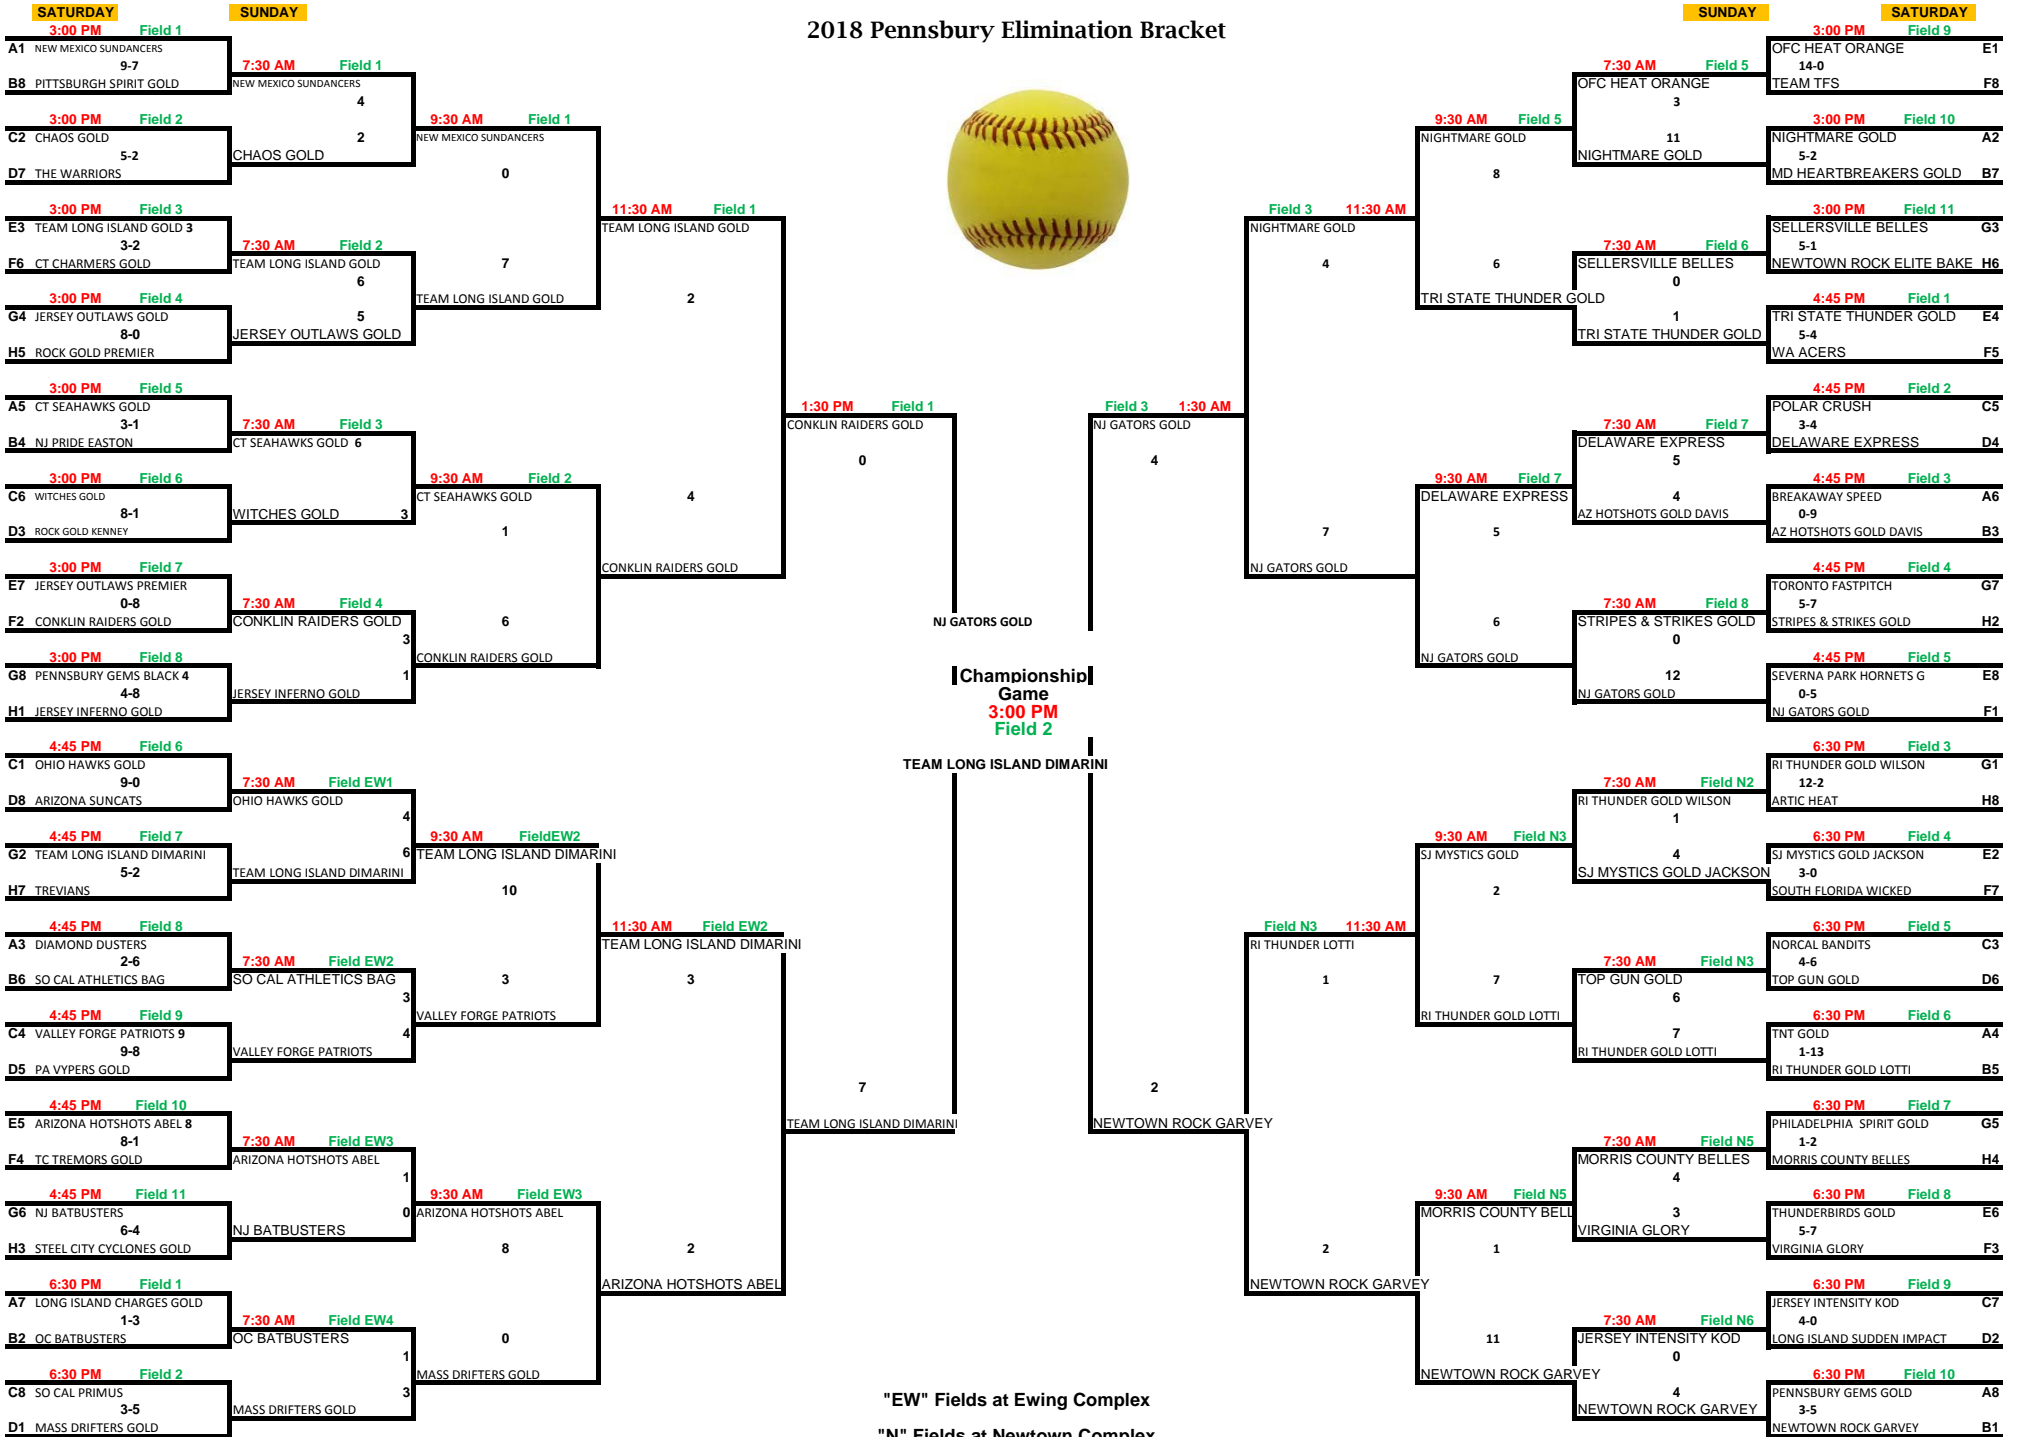 2018 Pennsbury Elimination Bracket
SATURDAY
3:00 PM Field 1
A1 NEW MEXICO SUNDANCERS
9-7
B8 PITTSBURGH SPIRIT GOLD
3:00 PM Field 2
C2 CHAOS GOLD
5-2
D7 THE WARRIORS
3:00 PM Field 3
E3 TEAM LONG ISLAND GOLD 3
3-2
F6 CT CHARMERS GOLD
3:00 PM Field 4
G4 JERSEY OUTLAWS GOLD
8-0
H5 ROCK GOLD PREMIER
3:00 PM Field 5
A5 CT SEAHAWKS GOLD
3-1
B4 NJ PRIDE EASTON
3:00 PM Field 6
C6 WITCHES GOLD
8-1
D3 ROCK GOLD KENNEY
3:00 PM Field 7
E7 JERSEY OUTLAWS PREMIER
0-8
F2 CONKLIN RAIDERS GOLD
3:00 PM Field 8
G8 PENNSBURY GEMS BLACK 4
4-8
H1 JERSEY INFERNO GOLD
4:45 PM Field 6
C1 OHIO HAWKS GOLD
9-0
D8 ARIZONA SUNCATS
4:45 PM Field 7
G2 TEAM LONG ISLAND DIMARINI
5-2
H7 TREVIANS
4:45 PM Field 8
A3 DIAMOND DUSTERS
2-6
B6 SO CAL ATHLETICS BAG
4:45 PM Field 9
C4 VALLEY FORGE PATRIOTS 9
9-8
D5 PA VYPERS GOLD
4:45 PM Field 10
E5 ARIZONA HOTSHOTS ABEL 8
8-1
F4 TC TREMORS GOLD
4:45 PM Field 11
G6 NJ BATBUSTERS
6-4
H3 STEEL CITY CYCLONES GOLD
6:30 PM Field 1
A7 LONG ISLAND CHARGES GOLD
1-3
B2 OC BATBUSTERS
6:30 PM Field 2
C8 SO CAL PRIMUS
3-5
D1 MASS DRIFTERS GOLD
SUNDAY
7:30 AM Field 1
NEW MEXICO SUNDANCERS
4
2
CHAOS GOLD
7:30 AM Field 2
TEAM LONG ISLAND GOLD
6
5
JERSEY OUTLAWS GOLD
7:30 AM Field 3
CT SEAHAWKS GOLD 6
WITCHES GOLD 3
7:30 AM Field 4
CONKLIN RAIDERS GOLD
3
1
JERSEY INFERNO GOLD
7:30 AM Field EW1
OHIO HAWKS GOLD
4
6
TEAM LONG ISLAND DIMARINI
7:30 AM Field EW2
SO CAL ATHLETICS BAG
3
4
VALLEY FORGE PATRIOTS
7:30 AM Field EW3
ARIZONA HOTSHOTS ABEL
1
0
NJ BATBUSTERS
7:30 AM Field EW4
OC BATBUSTERS
1
3
MASS DRIFTERS GOLD
9:30 AM Field 1
NEW MEXICO SUNDANCERS
0
7
TEAM LONG ISLAND GOLD
9:30 AM Field 2
CT SEAHAWKS GOLD
1
6
CONKLIN RAIDERS GOLD
9:30 AM FieldEW2
TEAM LONG ISLAND DIMARINI
10
3
VALLEY FORGE PATRIOTS
9:30 AM Field EW3
ARIZONA HOTSHOTS ABEL
8
0
MASS DRIFTERS GOLD
11:30 AM Field 1
TEAM LONG ISLAND GOLD
2
4
CONKLIN RAIDERS GOLD
11:30 AM Field EW2
TEAM LONG ISLAND DIMARINI
3
2
ARIZONA HOTSHOTS ABEL
1:30 PM Field 1
CONKLIN RAIDERS GOLD
0
7
TEAM LONG ISLAND DIMARINI
NJ GATORS GOLD
Championship
Game
3:00 PM
Field 2
TEAM LONG ISLAND DIMARINI
Field 3 1:30 AM
NJ GATORS GOLD
4
2
NEWTOWN ROCK GARVEY
Field 3 11:30 AM
NIGHTMARE GOLD
4
7
NJ GATORS GOLD
Field N3 11:30 AM
RI THUNDER LOTTI
1
2
NEWTOWN ROCK GARVEY
9:30 AM Field 5
NIGHTMARE GOLD
8
6
TRI STATE THUNDER GOLD
9:30 AM Field 7
DELAWARE EXPRESS
5
6
NJ GATORS GOLD
9:30 AM Field N3
SJ MYSTICS GOLD
2
7
RI THUNDER GOLD LOTTI
9:30 AM Field N5
MORRIS COUNTY BELL
1
11
NEWTOWN ROCK GARVEY
SUNDAY
7:30 AM Field 5
OFC HEAT ORANGE
3
11
NIGHTMARE GOLD
7:30 AM Field 6
SELLERSVILLE BELLES
0
1
TRI STATE THUNDER GOLD
7:30 AM Field 7
DELAWARE EXPRESS
5
4
AZ HOTSHOTS GOLD DAVIS
7:30 AM Field 8
STRIPES & STRIKES GOLD
0
12
NJ GATORS GOLD
7:30 AM Field N2
RI THUNDER GOLD WILSON
1
4
SJ MYSTICS GOLD JACKSON
7:30 AM Field N3
TOP GUN GOLD
6
7
RI THUNDER GOLD LOTTI
7:30 AM Field N5
MORRIS COUNTY BELLES
4
3
VIRGINIA GLORY
7:30 AM Field N6
JERSEY INTENSITY KOD
0
4
NEWTOWN ROCK GARVEY
SATURDAY
3:00 PM Field 9
OFC HEAT ORANGE E1
14-0
TEAM TFS F8
3:00 PM Field 10
NIGHTMARE GOLD A2
5-2
MD HEARTBREAKERS GOLD B7
3:00 PM Field 11
SELLERSVILLE BELLES G3
5-1
NEWTOWN ROCK ELITE BAKE H6
4:45 PM Field 1
TRI STATE THUNDER GOLD E4
5-4
WA ACERS F5
4:45 PM Field 2
POLAR CRUSH C5
3-4
DELAWARE EXPRESS D4
4:45 PM Field 3
BREAKAWAY SPEED A6
0-9
AZ HOTSHOTS GOLD DAVIS B3
4:45 PM Field 4
TORONTO FASTPITCH G7
5-7
STRIPES & STRIKES GOLD H2
4:45 PM Field 5
SEVERNA PARK HORNETS G E8
0-5
NJ GATORS GOLD F1
6:30 PM Field 3
RI THUNDER GOLD WILSON G1
12-2
ARTIC HEAT H8
6:30 PM Field 4
SJ MYSTICS GOLD JACKSON E2
3-0
SOUTH FLORIDA WICKED F7
6:30 PM Field 5
NORCAL BANDITS C3
4-6
TOP GUN GOLD D6
6:30 PM Field 6
TNT GOLD A4
1-13
RI THUNDER GOLD LOTTI B5
6:30 PM Field 7
PHILADELPHIA SPIRIT GOLD G5
1-2
MORRIS COUNTY BELLES H4
6:30 PM Field 8
THUNDERBIRDS GOLD E6
5-7
VIRGINIA GLORY F3
6:30 PM Field 9
JERSEY INTENSITY KOD C7
4-0
LONG ISLAND SUDDEN IMPACT D2
6:30 PM Field 10
PENNSBURY GEMS GOLD A8
3-5
NEWTOWN ROCK GARVEY B1
"EW" Fields at Ewing Complex
"N" Fields at Newtown Complex